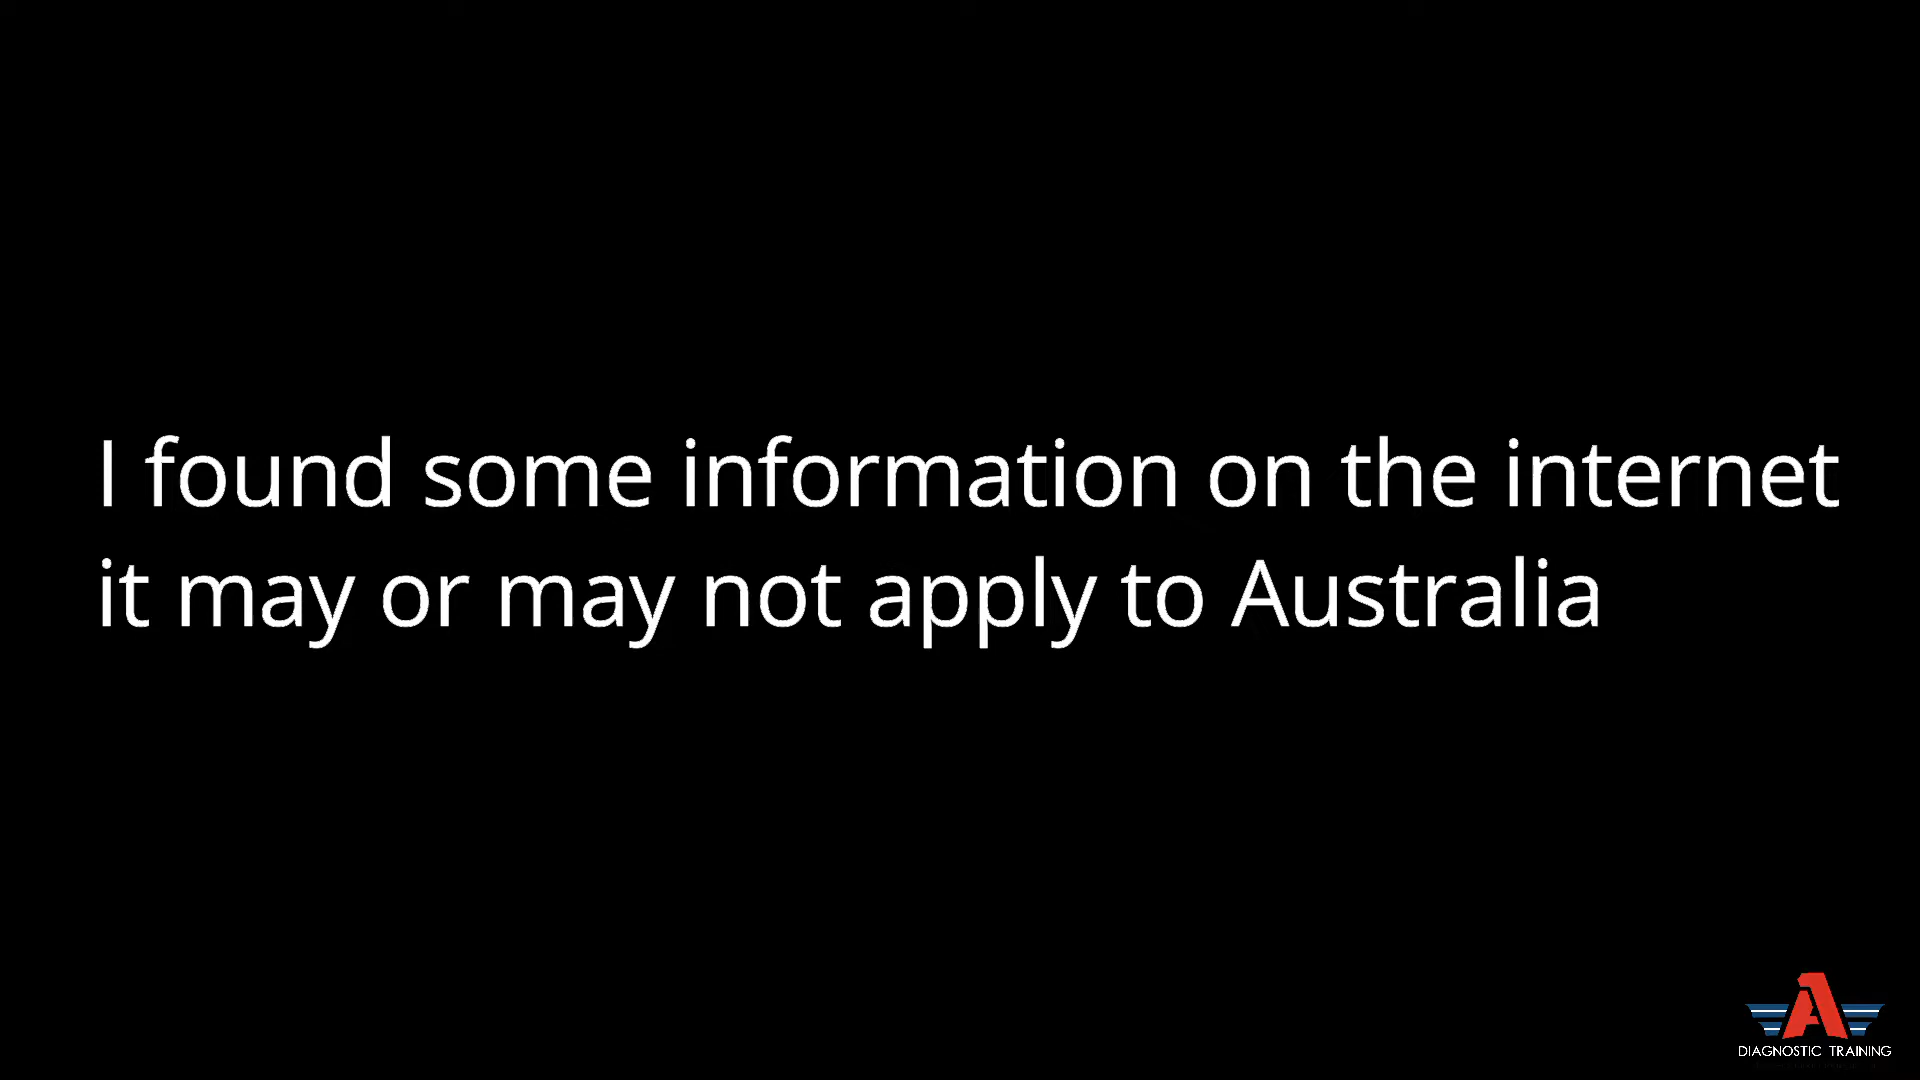 I found some information on the internet
it may or may not apply to Australia
DIAGNOSTIC TRAINING